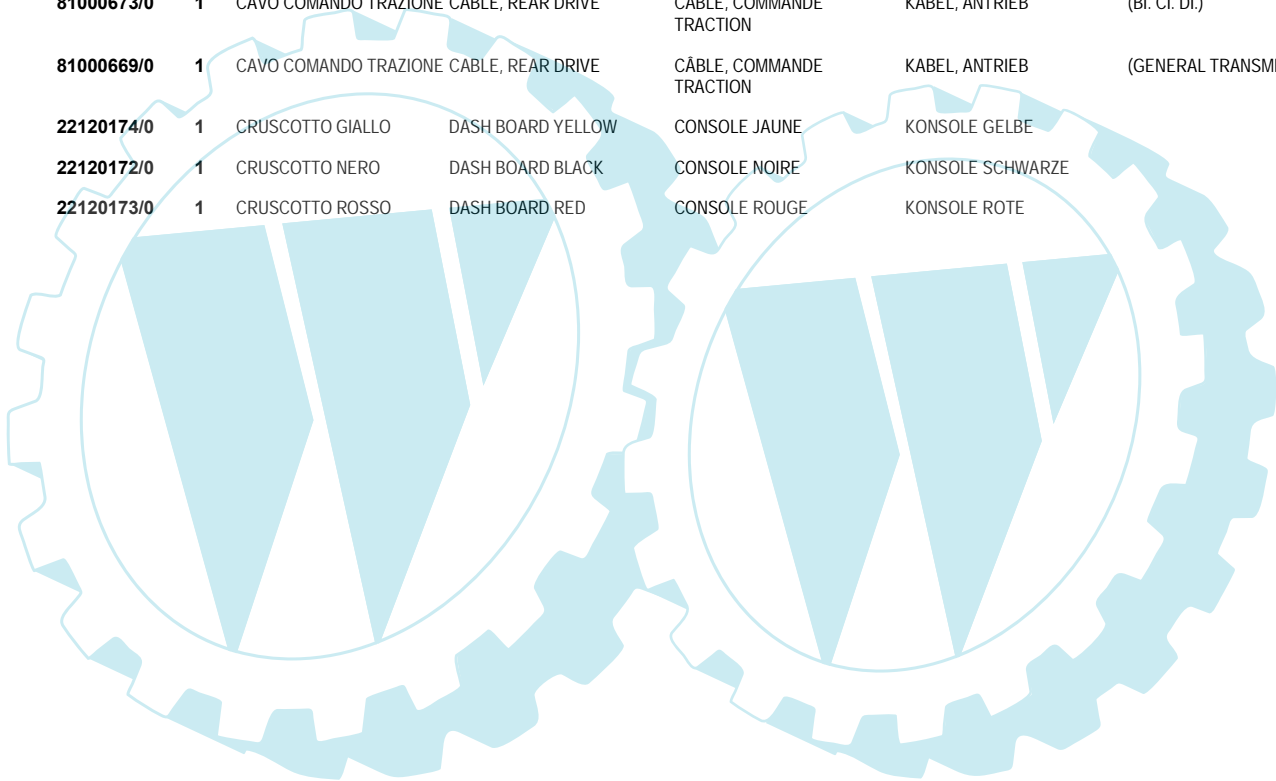 81000673/0 1 CAVO COMANDO TRAZIONE CABLE, REAR DRIVE CÂBLE, COMMANDE KABEL, ANTRIEB (BI. CI. DI.)
TRACTION
81000669/0 1 CAVO COMANDO TRAZIONE CABLE, REAR DRIVE CÂBLE, COMMANDE KABEL, ANTRIEB (GENERAL
TRACTION
22120174/0 1 CRUSCOTTO GIALLO DASH BOARD YELLOW CONSOLE JAUNE KONSOLE GELBE
22120172/0 1 CRUSCOTTO NERO DASH BOARD BLACK CONSOLE NOIRE KONSOLE SCHWARZE
22120173/0 1 CRUSCOTTO ROSSO DASH BOARD RED CONSOLE ROUGE KONSOLE ROTE